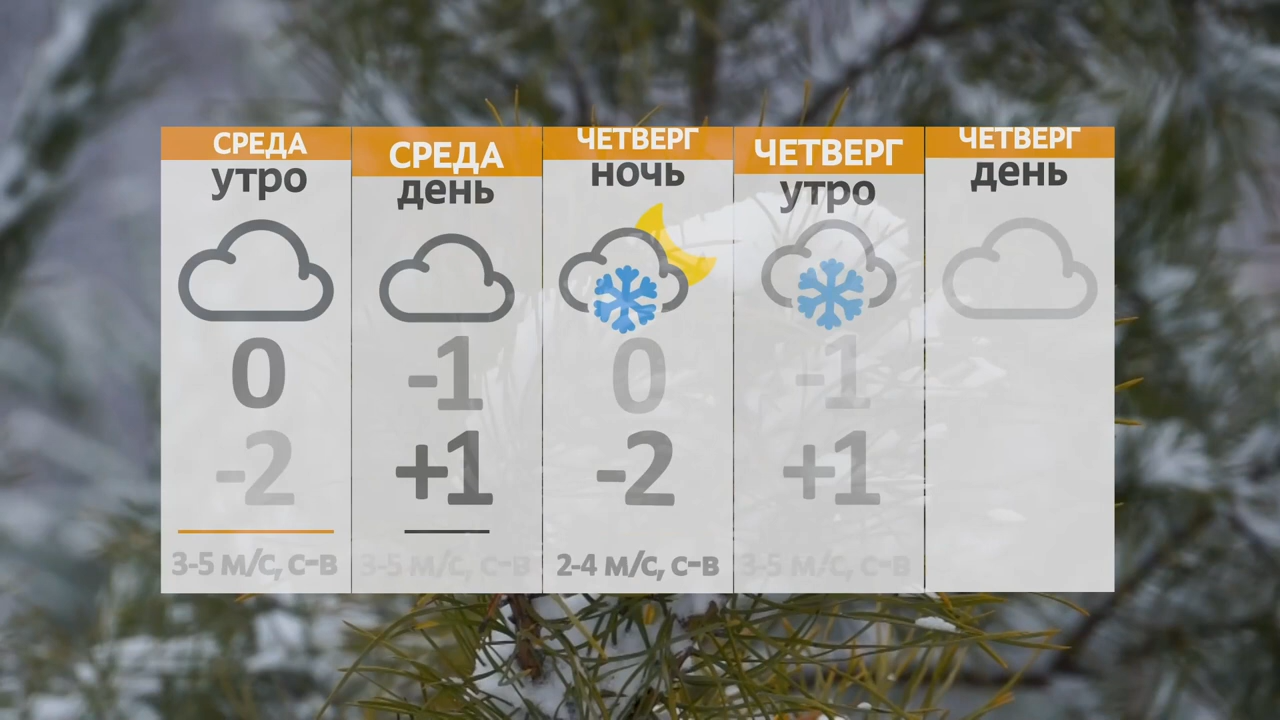 СРЕДА
утро
0
-2
3-5 м/с, с-в
СРЕДА
день
-1
+1
3-5 м/с, с-в
ЧЕТВЕРГ
ночь
0
-2
2-4 м/с, с-в
ЧЕТВЕРГ
утро
-1
+1
3-5 м/с, с-в
ЧЕТВЕРГ
день